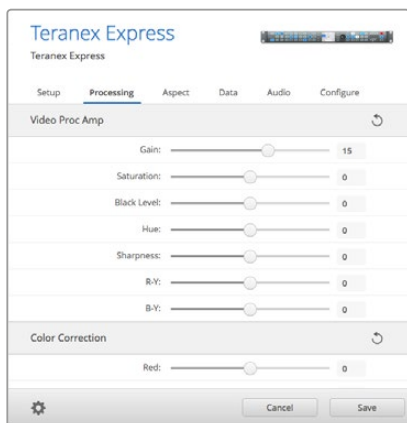 Teranex Express
Teranex Express
Setup Processing Aspect Data Audio Configure
Video Proc Amp
Gain: 15
Saturation: 0
Black Level: 0
Hue: 0
Sharpness: 0
R-Y: 0
B-Y: 0
Color Correction
Red: 0
Cancel Save